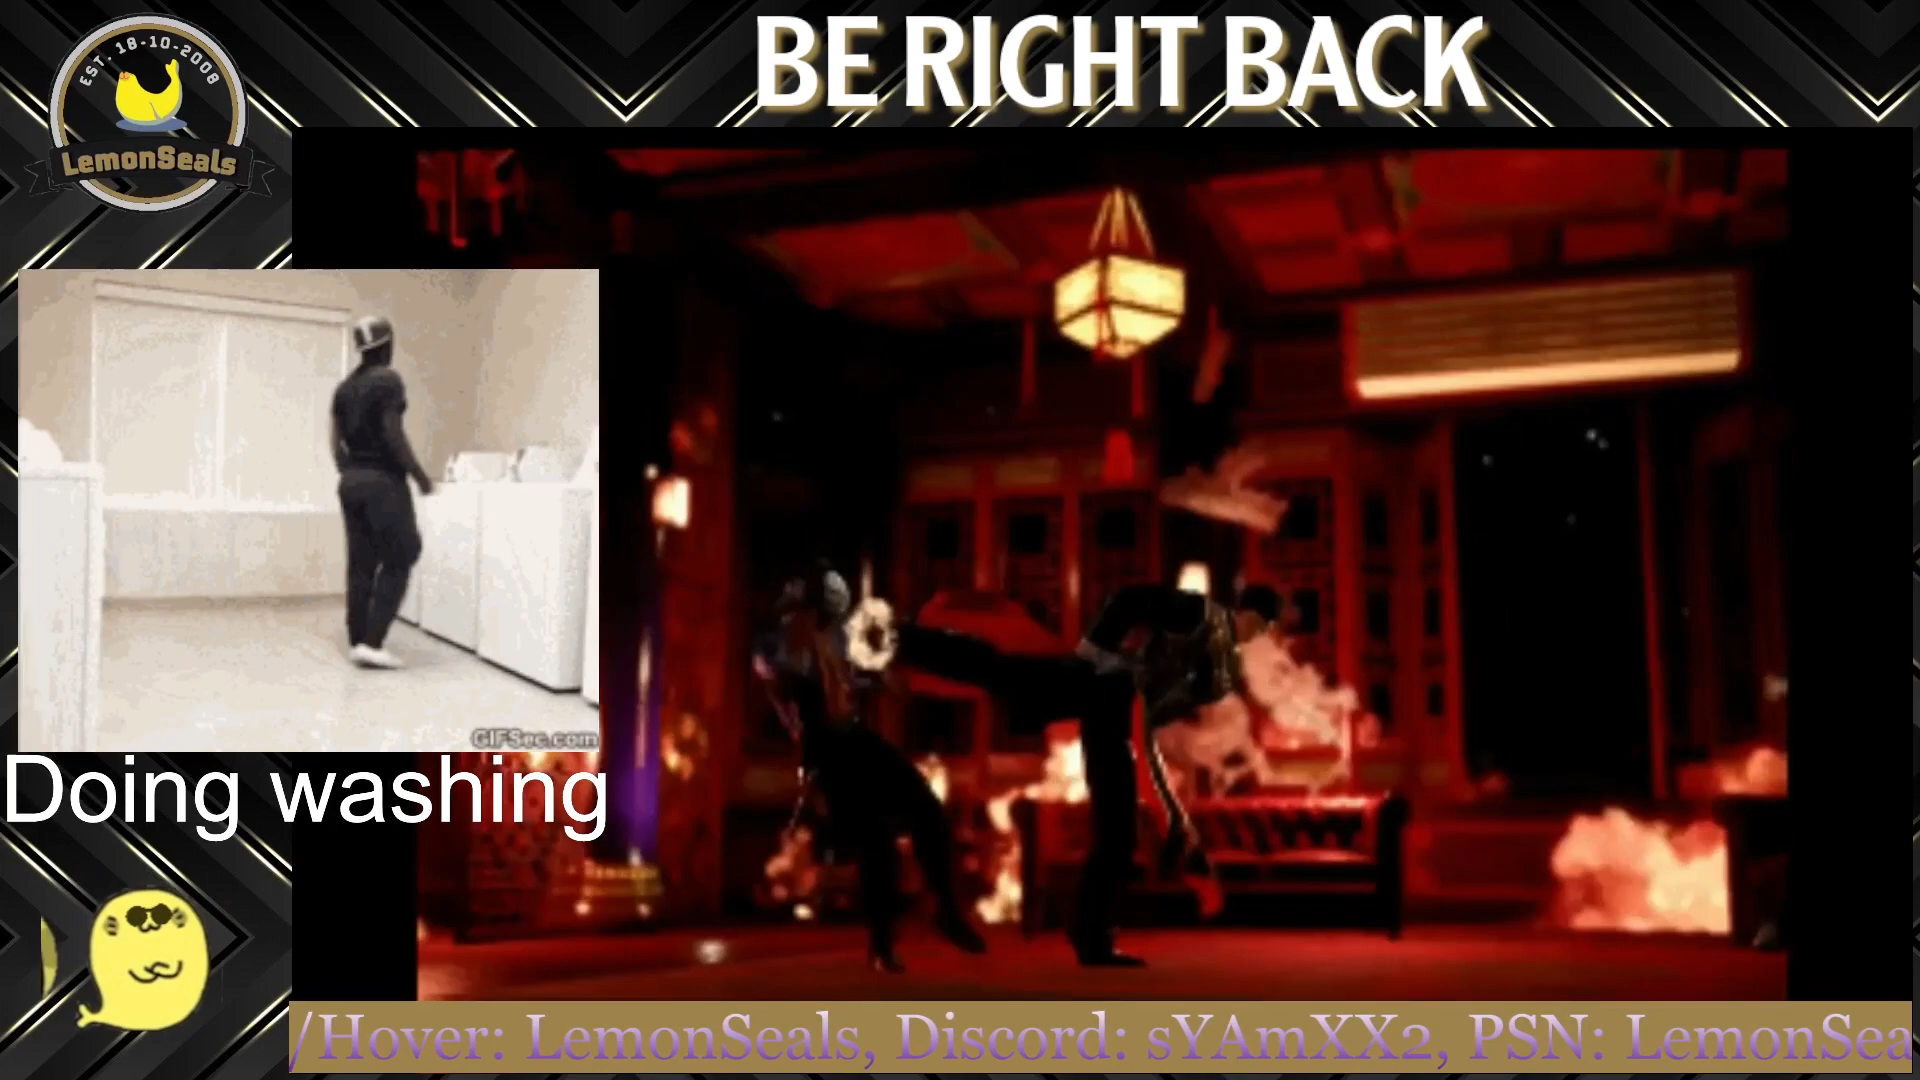 BE RIGHT BACK
EST. 18-10-2008
LemonSeals
GIFSec.com
Doing washing
/Hover: LemonSeals, Discord: sYAmXX2, PSN: LemonSea